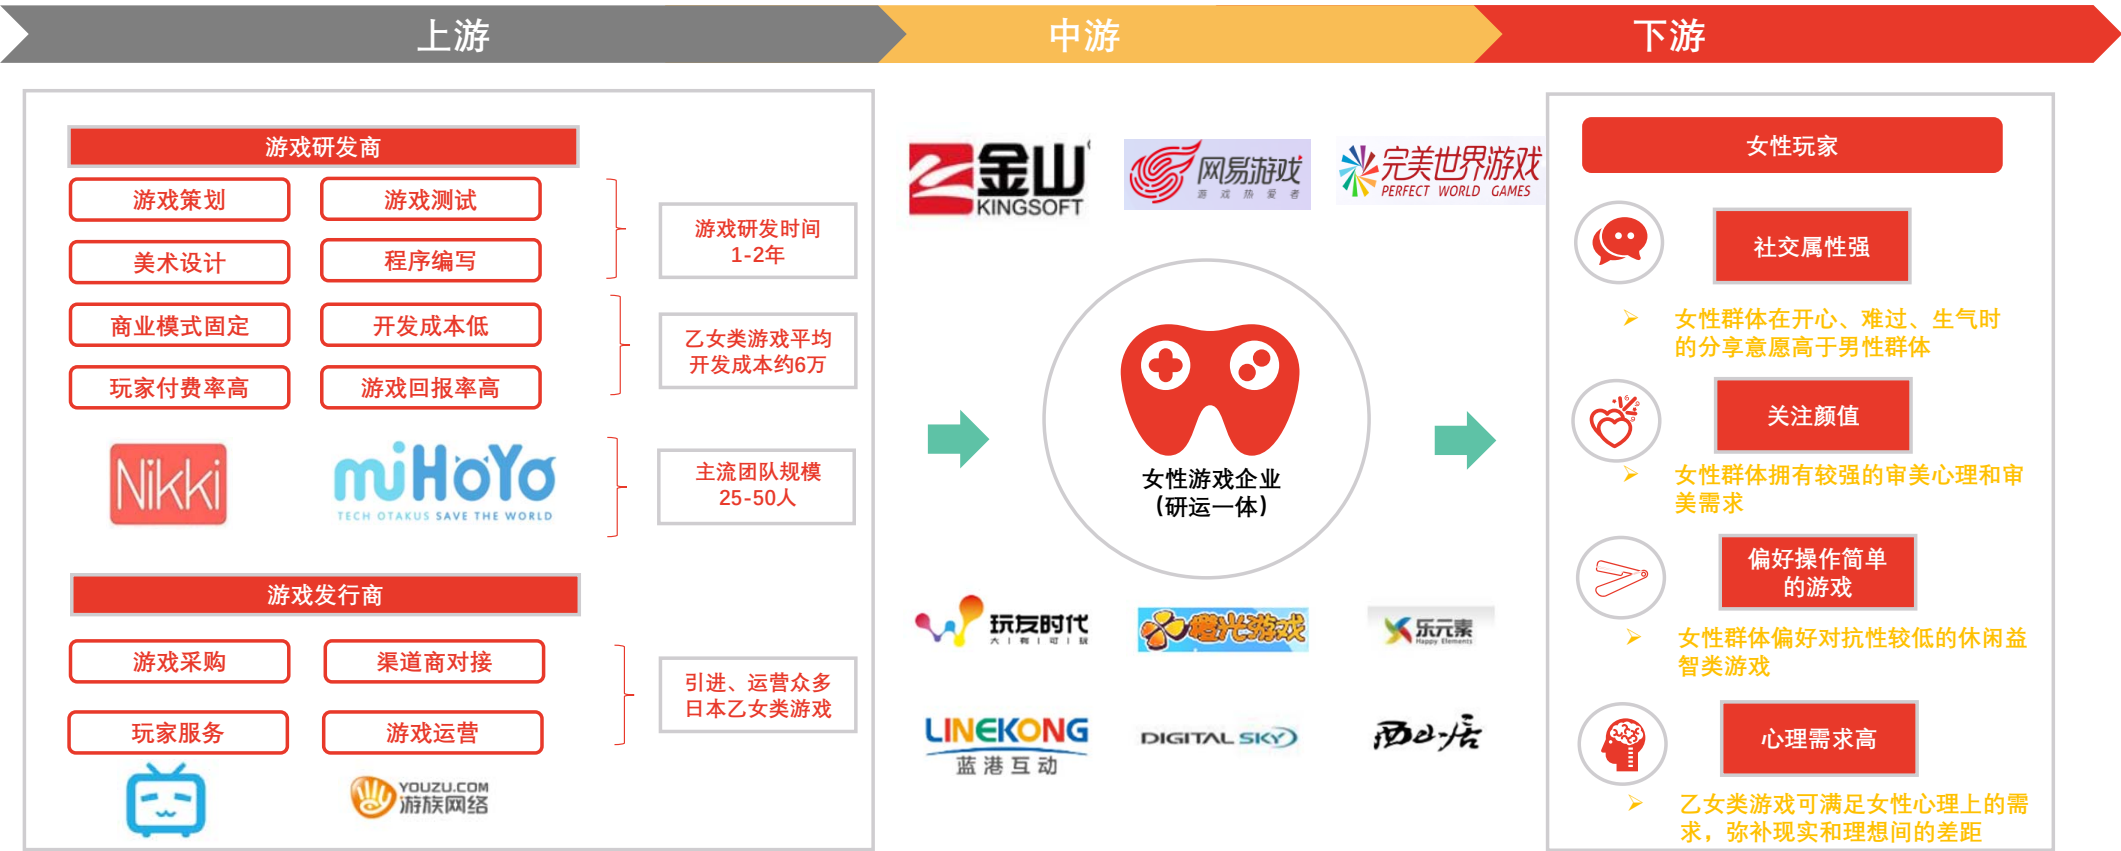 上游
中游
下游
游戏研发商
游戏策划
游戏测试
美术设计
程序编写
游戏研发时间
1-2年
商业模式固定
开发成本低
玩家付费率高
游戏回报率高
乙女类游戏平均
开发成本约6万
Nikki
miHoYo
TECH OTAKUS SAVE THE WORLD
主流团队规模
25-50人
游戏发行商
游戏采购
渠道商对接
玩家服务
游戏运营
引进、运营众多
日本乙女类游戏
YOUZU.COM
游族网络
金山
KINGSOFT
网易游戏
游戏热爱者
完美世界游戏
PERFECT WORLD GAMES
女性游戏企业
（研运一体）
玩友时代
大|有|可|玩
橙光游戏
乐元素
Happy Elements
LINEKONG
蓝港互动
DIGITAL SKY
西山居
女性玩家
社交属性强
女性群体在开心、难过、生气时
的分享意愿高于男性群体
关注颜值
女性群体拥有较强的审美心理和审
美需求
偏好操作简单
的游戏
女性群体偏好对抗性较低的休闲益
智类游戏
心理需求高
乙女类游戏可满足女性心理上的需
求，弥补现实和理想间的差距